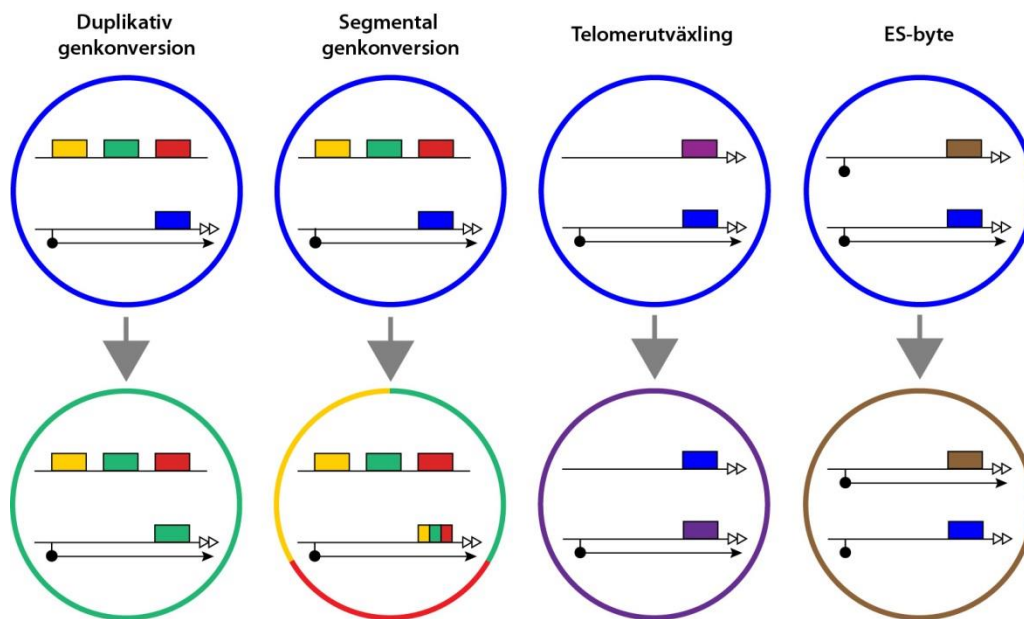 Duplikativ
genkonversion
Segmental
genkonversion
Telomerutväxling
ES-byte